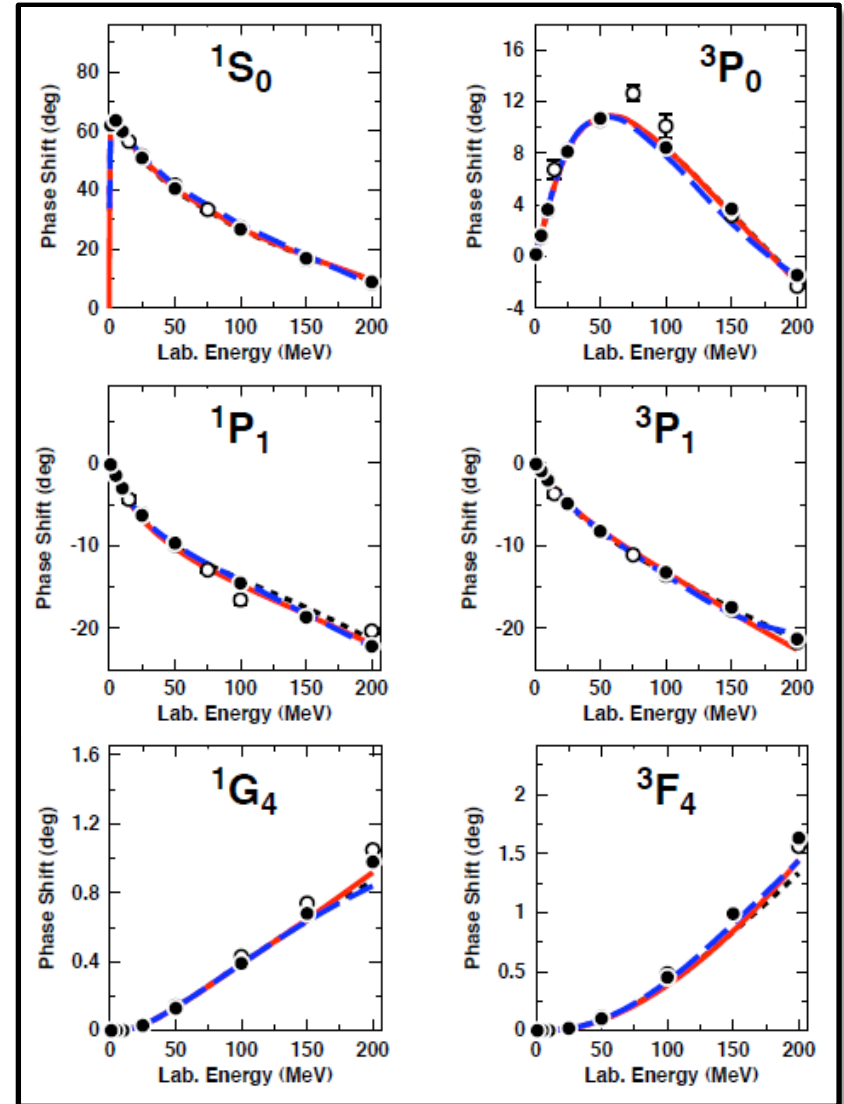 ¹S₀
Phase Shift (deg)
80
60
40
20
0
0 50 100 150 200
Lab. Energy (MeV)
³P₀
Phase Shift (deg)
16
12
8
4
0
-4
0 50 100 150 200
Lab. Energy (MeV)
¹P₁
Phase Shift (deg)
0
-10
-20
0 50 100 150 200
Lab. Energy (MeV)
³P₁
Phase Shift (deg)
0
-10
-20
0 50 100 150 200
Lab. Energy (MeV)
¹G₄
Phase Shift (deg)
1.6
1.2
0.8
0.4
0
0 50 100 150 200
Lab. Energy (MeV)
³F₄
Phase Shift (deg)
2
1.5
1
0.5
0
0 50 100 150 200
Lab. Energy (MeV)